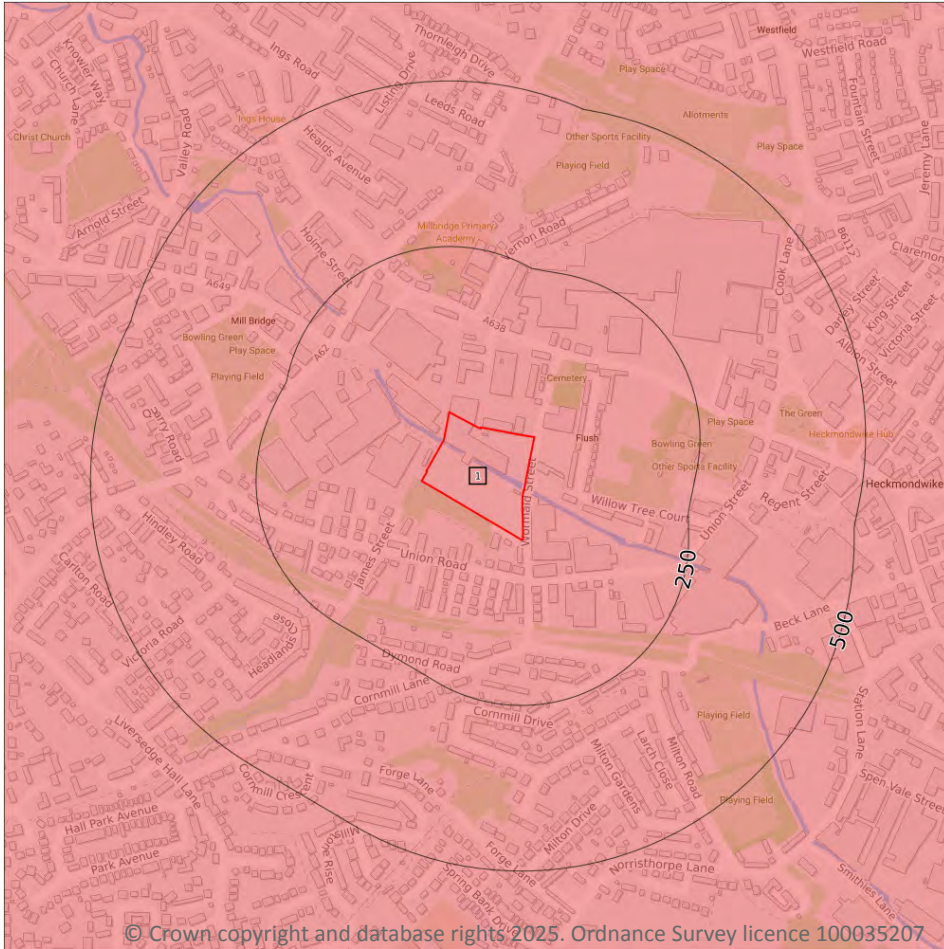 Westfield
Westfield Road
Thornleigh Drive
Knowler Way
Church Lane
Ings Road
Listing Drive
Play Space
Fountain Street
Jeremy Lane
Leeds Road
Allotments
Valley Road
Ings House
Christ Church
Healds Avenue
Other Sports Facility
Play Space
Playing Field
Arnold Street
Millbridge Primary
Academy
Vernon Road
Holme Street
Cook Lane
B6117
Claremon
A649
Dalley Street
King Street
Victoria Street
Albion Street
Mill Bridge
A638
Bowling Green
Play Space
A62
Playing Field
Cemetery
Play Space
The Green
Heckmondwike Hub
Flush
Bowling Green
Other Sports Facility
1
Wormald Street
Willow Tree Court
Union Street
Regent Street
Heckmondwike
Hindley Road
James Street
Union Road
250
Carlton Road
Victoria Road
Headlands Close
Beck Lane
500
Dymond Road
Cornmill Lane
Cornmill Drive
Playing Field
Station Lane
Liversedge Hall Lane
Cornmill Crescent
Forge Lane
Milton Gardens
Larch Close
Milton Road
Playing Field
Spen Vale Street
Hall Park Avenue
Milton Drive
Park Avenue
Forge Lane
Norristhorpe Lane
Smithies Lane
© Crown copyright and database rights 2025. Ordnance Survey licence 100035207.